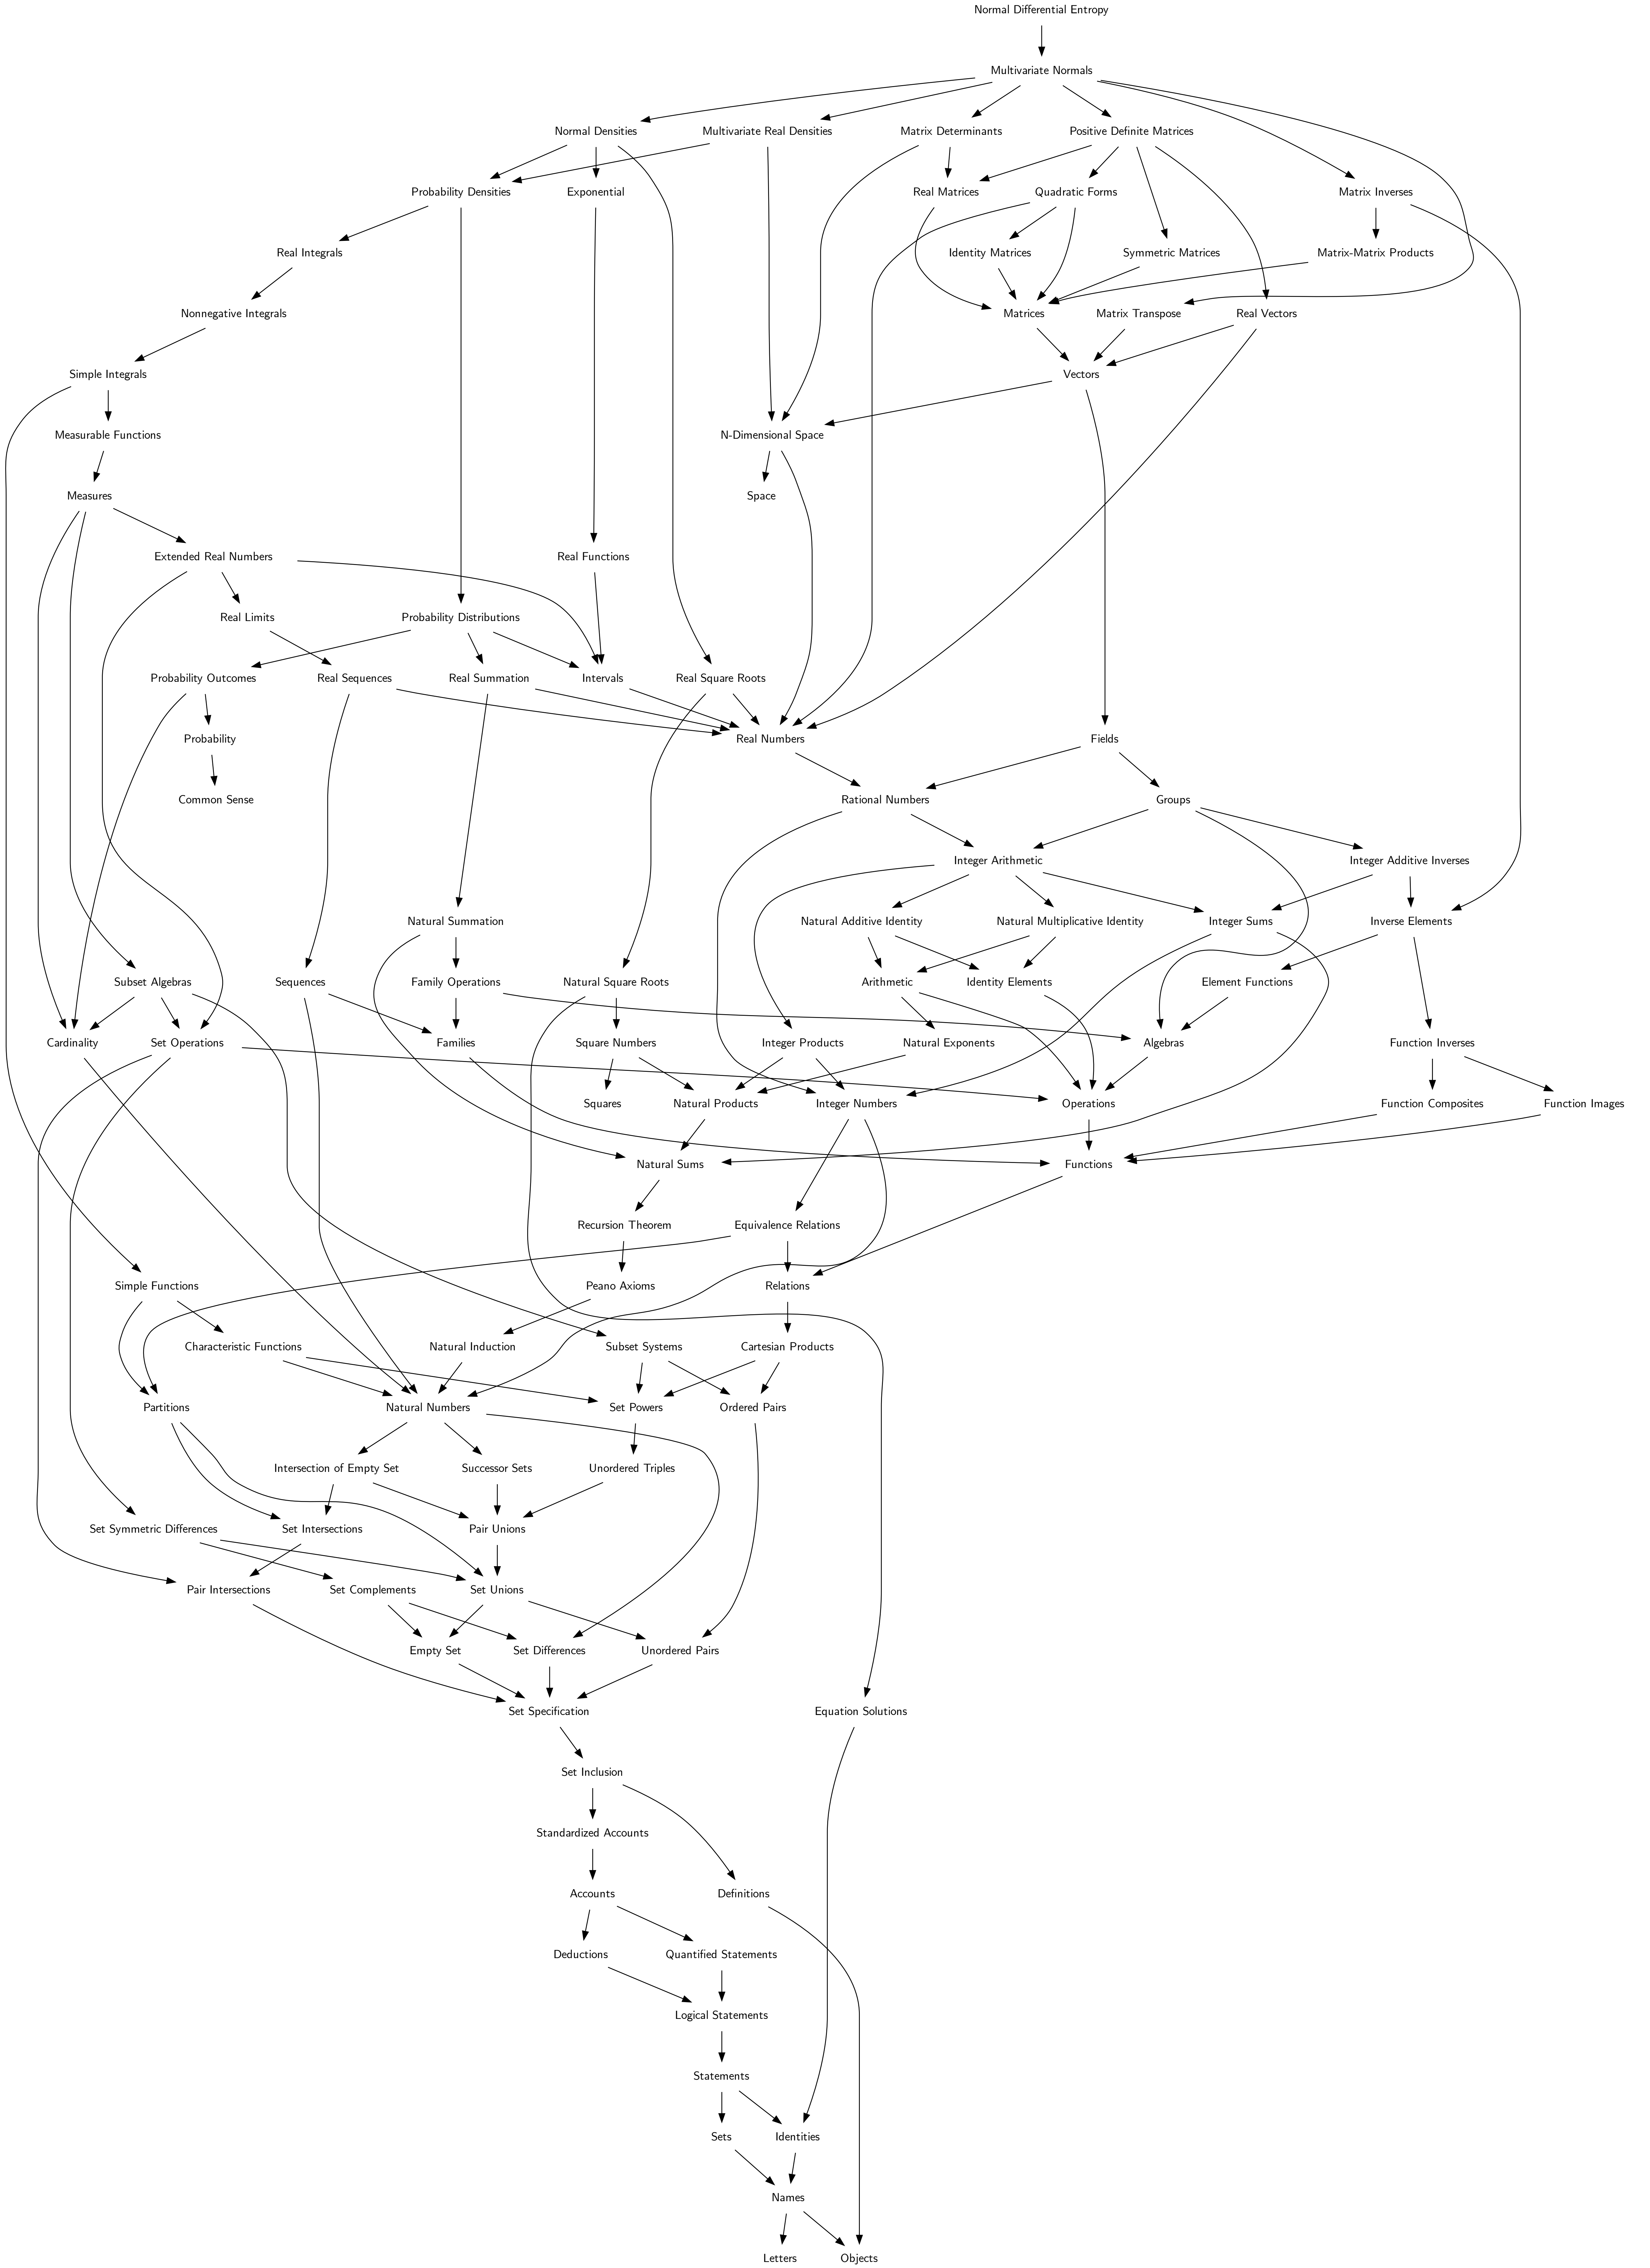 Normal Differential Entropy
Multivariate Normals
Normal Densities
Multivariate Real Densities
Matrix Determinants
Positive Definite Matrices
Probability Densities
Exponential
Real Matrices
Quadratic Forms
Matrix Inverses
Real Integrals
Identity Matrices
Symmetric Matrices
Matrix-Matrix Products
Nonnegative Integrals
Matrices
Matrix Transpose
Real Vectors
Simple Integrals
Vectors
Measurable Functions
N-Dimensional Space
Measures
Space
Extended Real Numbers
Real Functions
Real Limits
Probability Distributions
Probability Outcomes
Real Sequences
Real Summation
Intervals
Real Square Roots
Probability
Real Numbers
Fields
Common Sense
Rational Numbers
Groups
Integer Arithmetic
Integer Additive Inverses
Natural Summation
Natural Additive Identity
Natural Multiplicative Identity
Integer Sums
Inverse Elements
Subset Algebras
Sequences
Family Operations
Natural Square Roots
Arithmetic
Identity Elements
Element Functions
Cardinality
Set Operations
Families
Square Numbers
Integer Products
Natural Exponents
Algebras
Function Inverses
Squares
Natural Products
Integer Numbers
Operations
Function Composites
Function Images
Natural Sums
Functions
Recursion Theorem
Equivalence Relations
Simple Functions
Peano Axioms
Relations
Characteristic Functions
Natural Induction
Subset Systems
Cartesian Products
Partitions
Natural Numbers
Set Powers
Ordered Pairs
Intersection of Empty Set
Successor Sets
Unordered Triples
Set Symmetric Differences
Set Intersections
Pair Unions
Pair Intersections
Set Complements
Set Unions
Empty Set
Set Differences
Unordered Pairs
Set Specification
Equation Solutions
Set Inclusion
Standardized Accounts
Accounts
Definitions
Deductions
Quantified Statements
Logical Statements
Statements
Sets
Identities
Names
Letters
Objects